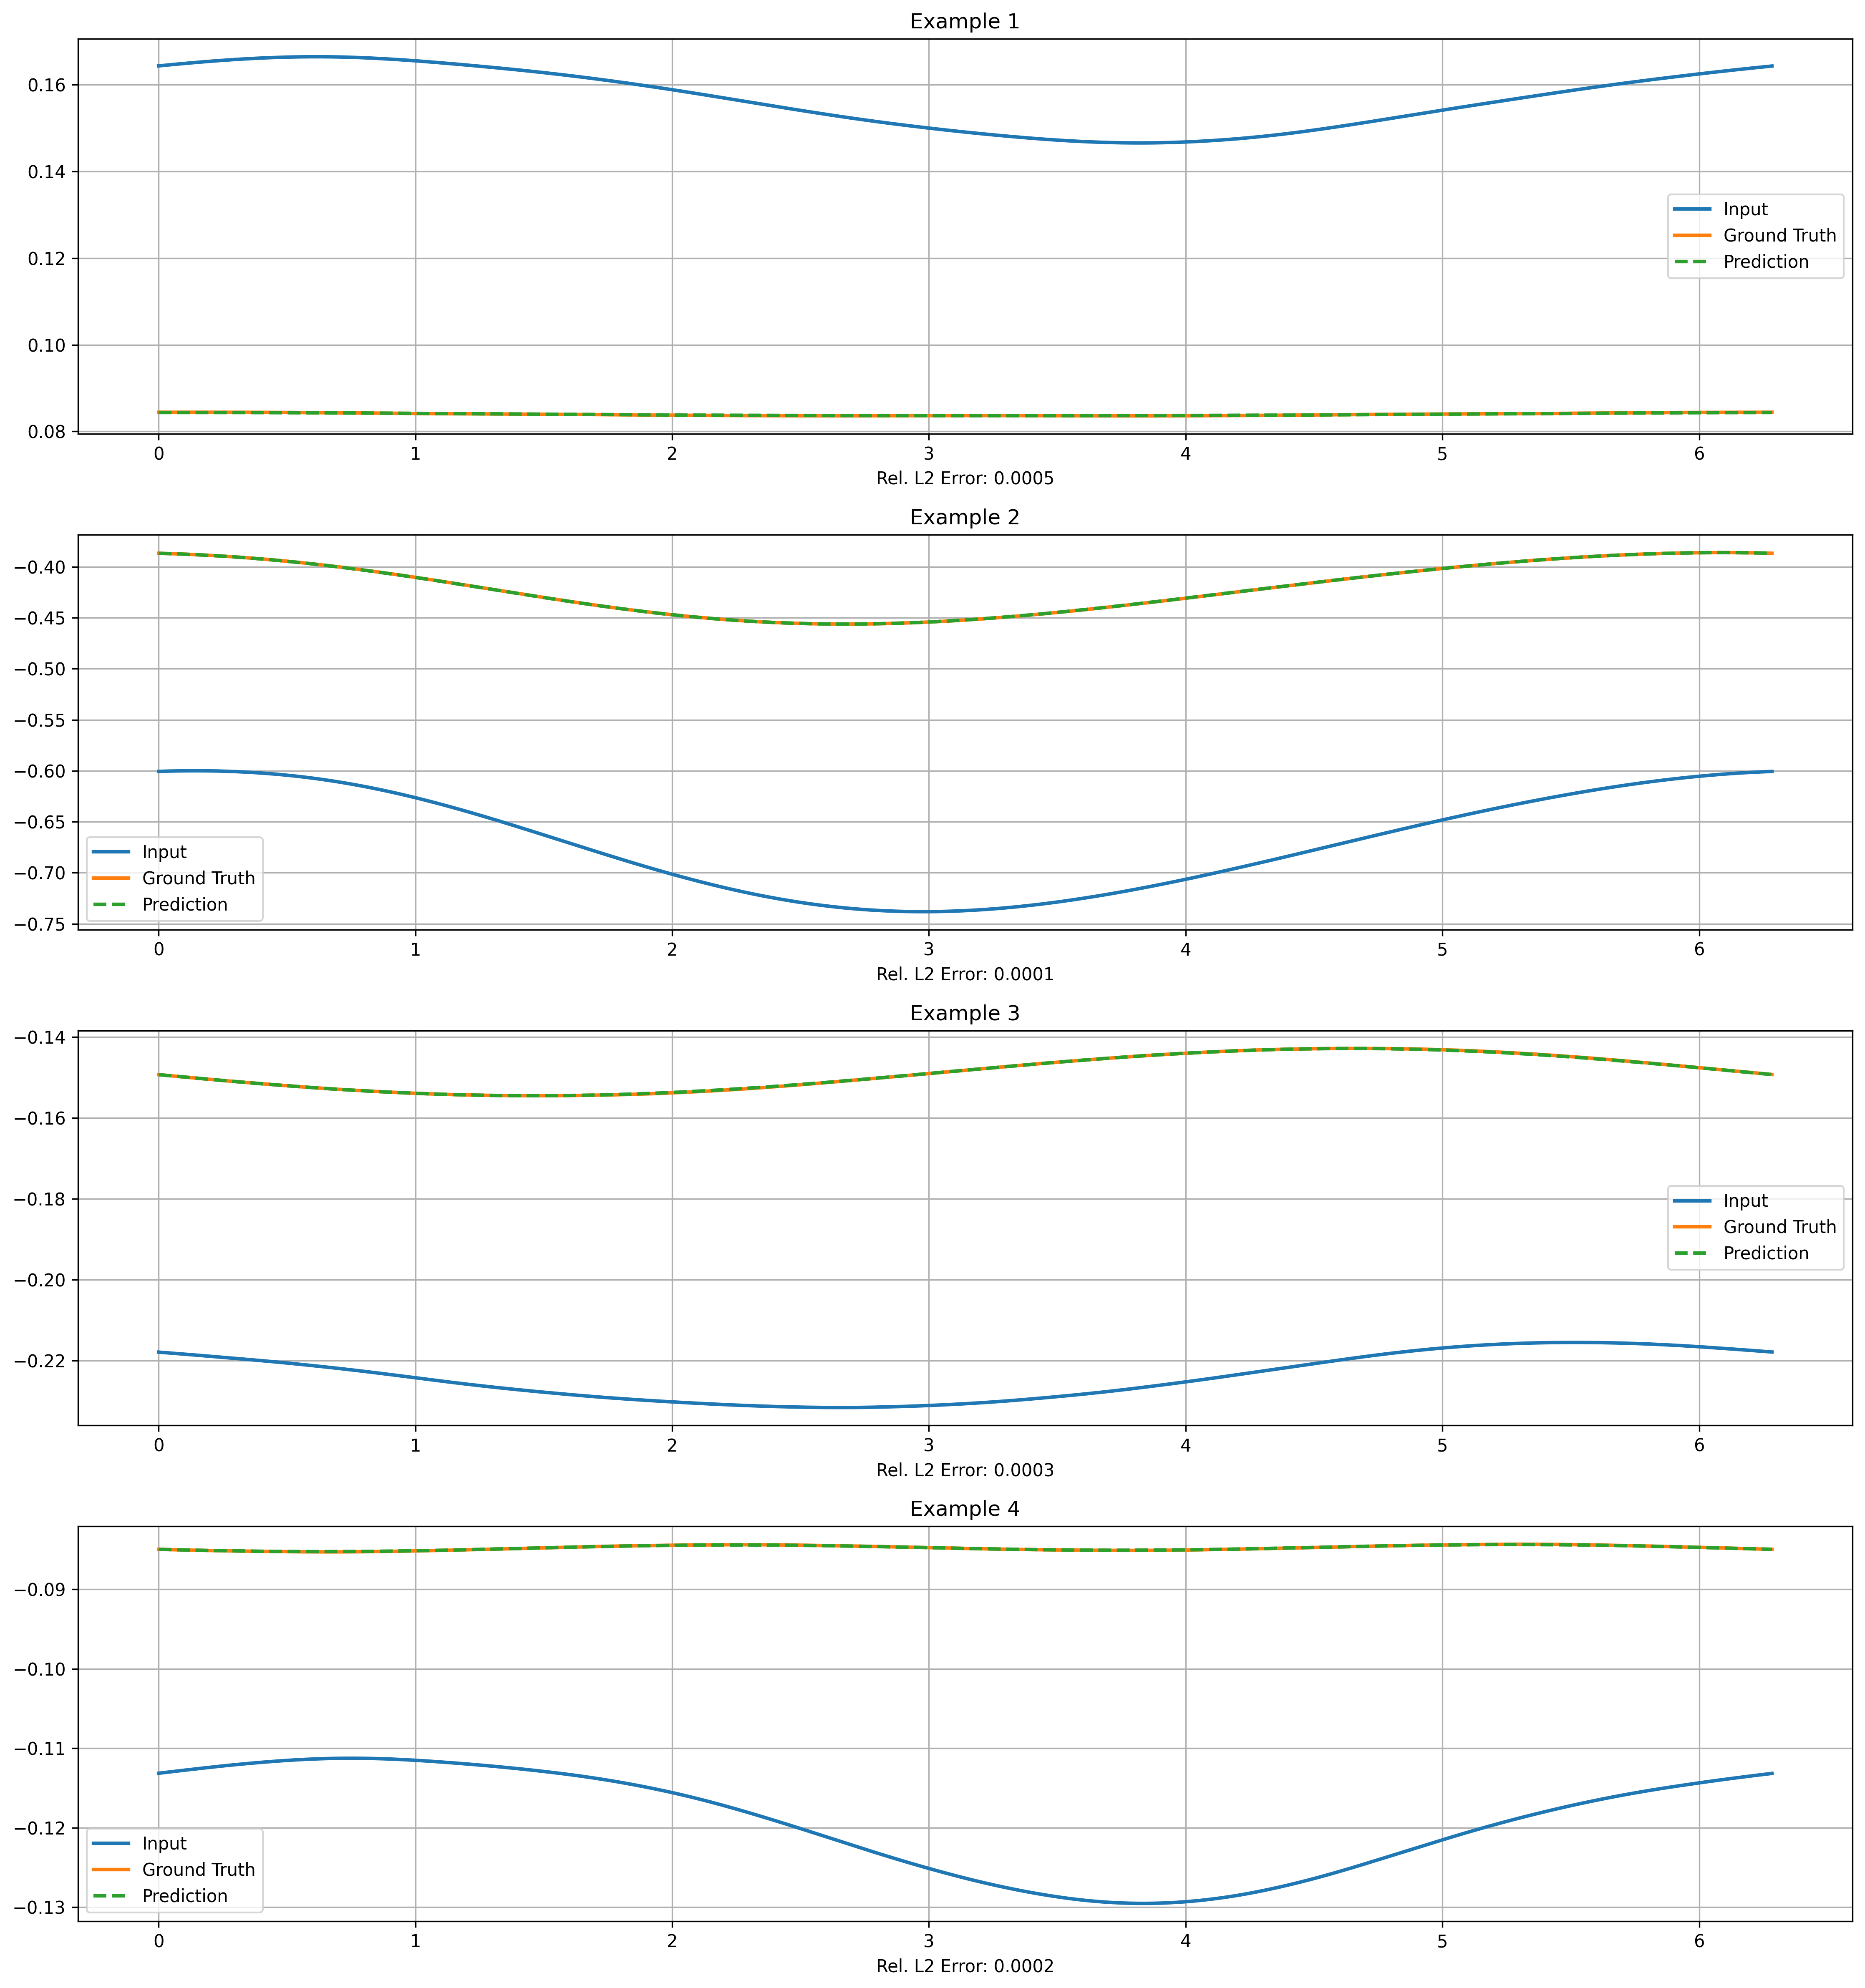 Example 1
0.16
0.14
0.12
0.10
0.08
Input
Ground Truth
Prediction
0 1 2 3 4 5 6
Rel. L2 Error: 0.0005
Example 2
−0.40
−0.45
−0.50
−0.55
−0.60
−0.65
−0.70
−0.75
Input
Ground Truth
Prediction
0 1 2 3 4 5 6
Rel. L2 Error: 0.0001
Example 3
−0.14
−0.16
−0.18
−0.20
−0.22
Input
Ground Truth
Prediction
0 1 2 3 4 5 6
Rel. L2 Error: 0.0003
Example 4
−0.09
−0.10
−0.11
−0.12
−0.13
Input
Ground Truth
Prediction
0 1 2 3 4 5 6
Rel. L2 Error: 0.0002